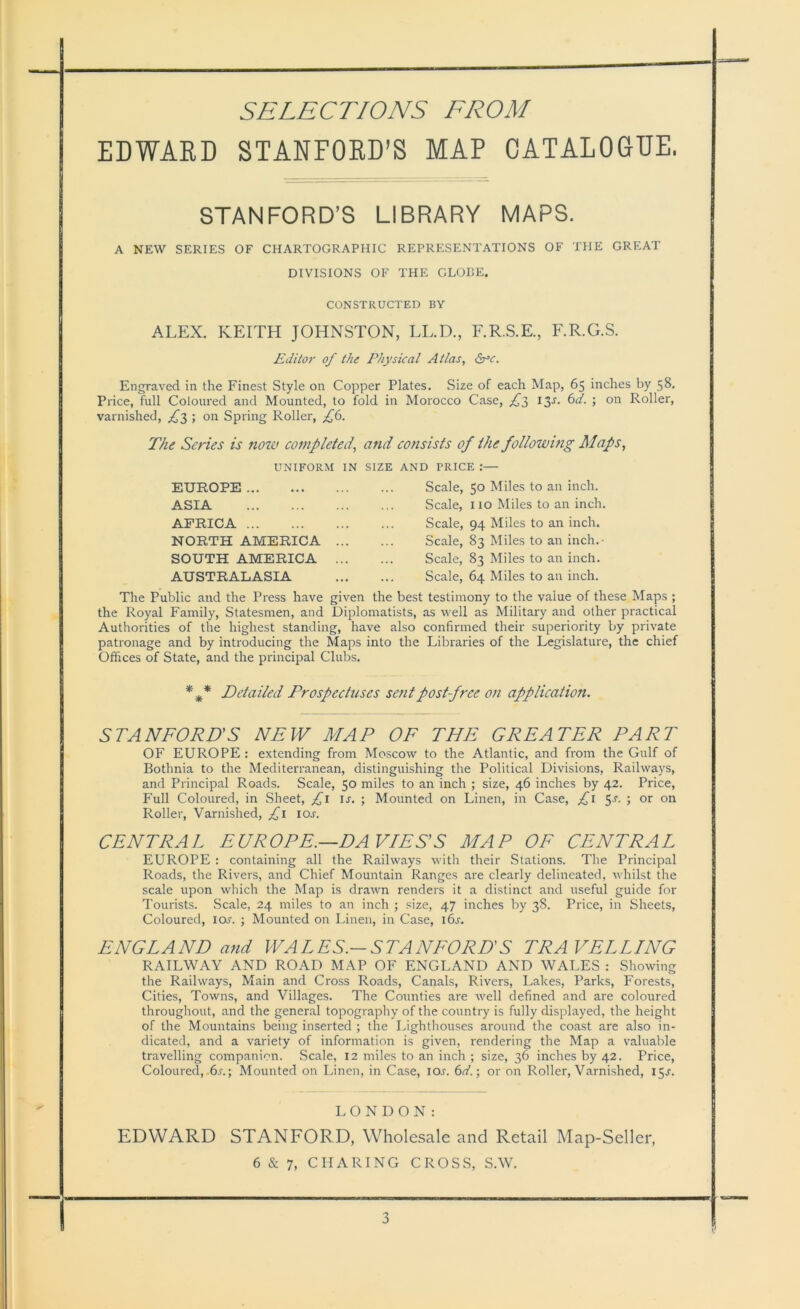 SELECTIONS FROM
EDWARD STANFORD'S MAP CATALOGUE.
STANFORD'S LIBRARY MAPS.
A NEW SERIES OF CHARTOGRAPHIC REPRESENTATIONS OF THE GREAT
DIVISIONS OF THE GLOBE.
CONSTRUCTED BY
ALEX. KEITH JOHNSTON, LL.D., F.R.S.E., F.R.G.S.
Editor of the Physical Atlas, &c.
Engraved in the Finest Style on Copper Plates. Size of each Map, 65 inches by 58.
Price, full Coloured and Mounted, to fold in Morocco Case, £3 13s. 6d. ; on Roller,
varnished, £3 ; on Spring Roller, £6.
The Series is now completed, and consists of the following Maps,
UNIFORM IN SIZE AND PRICE :—
EUROPE ... ... ... ... Scale, 50 Miles to an inch.
ASIA ... ... ... ... Scale, 110 Miles to an inch.
AFRICA ... ... ... ... Scale, 94 Miles to an inch.
NORTH AMERICA ... ... Scale, 83 Miles to an inch.
SOUTH AMERICA ... ... Scale, 83 Miles to an inch.
AUSTRALASIA ... ... Scale, 64 Miles to an inch.
The Public and the Press have given the best testimony to the value of these Maps ;
the Royal Family, Statesmen, and Diplomatists, as well as Military and other practical
Authorities of the highest standing, have also confirmed their superiority by private
patronage and by introducing the Maps into the Libraries of the Legislature, the chief
Offices of State, and the principal Clubs.
*** Detailed Prospectuses sent post-free on application.
STANFORD'S NEW MAP OF THE GREATER PART
OF EUROPE : extending from Moscow to the Atlantic, and from the Gulf of
Bothnia to the Mediterranean, distinguishing the Political Divisions, Railways,
and Principal Roads. Scale, 50 miles to an inch ; size, 46 inches by 42. Price,
Full Coloured, in Sheet, £1 1s. ; Mounted on Linen, in Case, £1 5s. ; or on
Roller, Varnished, £1 10s.
CENTRAL EUROPE.—DAVIES'S MAP OF CENTRAL
EUROPE : containing all the Railways with their Stations. The Principal
Roads, the Rivers, and Chief Mountain Ranges are clearly delineated, whilst the
scale upon which the Map is drawn renders it a distinct and useful guide for
Tourists. Scale, 24 miles to an inch ; size, 47 inches by 38. Price, in Sheets,
Coloured, 10s. ; Mounted on Linen, in Case, 16s.
ENGLAND and WALES.—STANFORD'S TRAVELLING
RAILWAY AND ROAD MAP OF ENGLAND AND WALES : Showing
the Railways, Main and Cross Roads, Canals, Rivers, Lakes, Parks, Forests,
Cities, Towns, and Villages. The Counties are well defined and are coloured
throughout, and the general topography of the country is fully displayed, the height
of the Mountains being inserted ; the Lighthouses around the coast are also in-
dicated, and a variety of information is given, rendering the Map a valuable
travelling companion. Scale, 12 miles to an inch ; size, 36 inches by 42. Price,
Coloured, 6s.; Mounted on Linen, in Case, 10s. 6d.; or on Roller, Varnished, 15s.
LONDON:
EDWARD STANFORD, Wholesale and Retail Map-Seller,
6 & 7, CHARING CROSS, S.W.
3